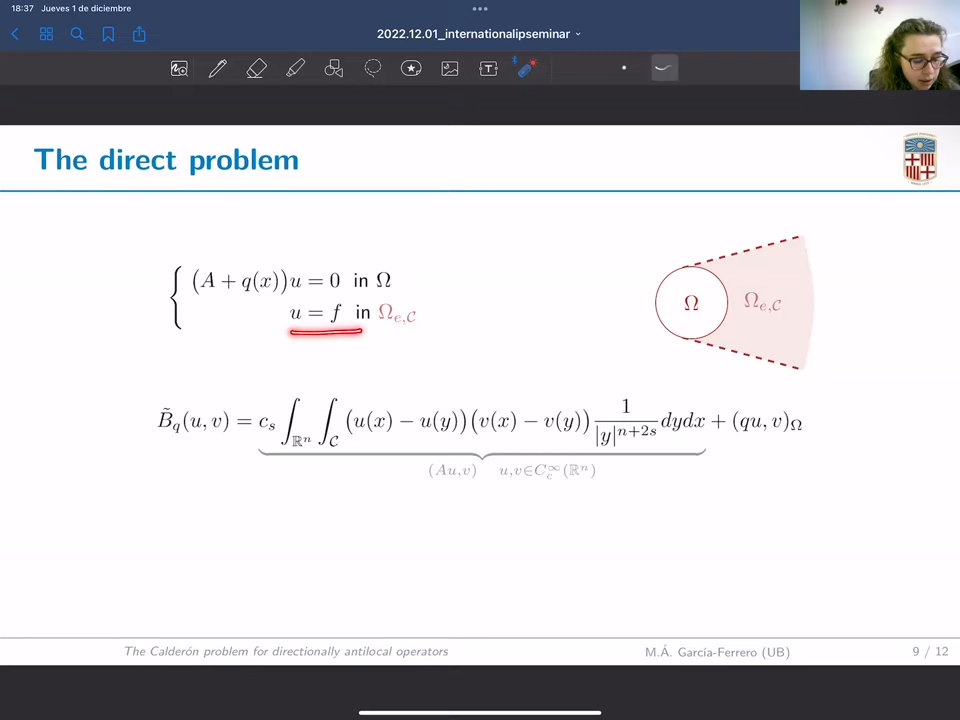 18:37 Jueves 1 de diciembre
2022.12.01_internationalipseminar
The direct problem
(A + q(x))u = 0 in Ω
u = f in Ω_{e,𝒞}
Ω Ω_{e,𝒞}
B̃_q(u, v) = c_s ∫_{ℝⁿ} ∫_𝒞 (u(x) − u(y))(v(x) − v(y)) 1/|y|^{n+2s} dydx + (qu, v)_Ω
(Au,v) u,v∈C_c^∞(ℝⁿ)
The Calderón problem for directionally antilocal operators M.Á. García-Ferrero (UB) 9 / 12